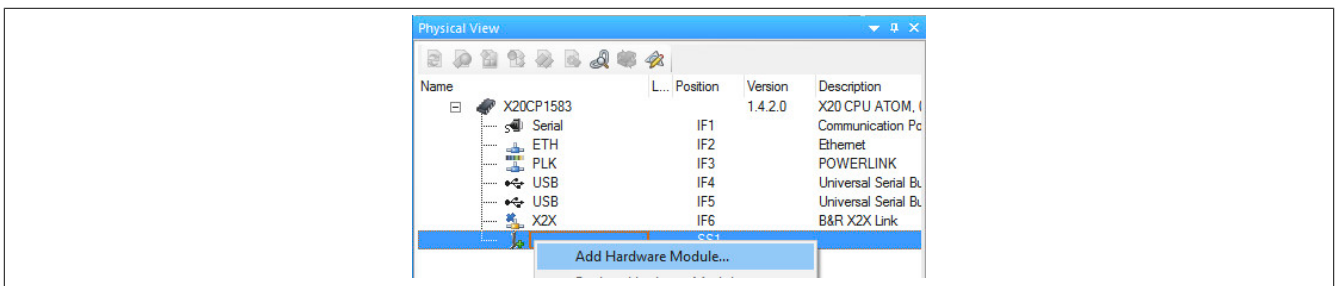 Physical View
Name L... Position Version Description
X20CP1583 1.4.2.0 X20 CPU ATOM,
Serial IF1 Communication Po
ETH IF2 Ethernet
PLK IF3 POWERLINK
USB IF4 Universal Serial Bu
USB IF5 Universal Serial Bu
X2X IF6 B&R X2X Link
SS1
Add Hardware Module...